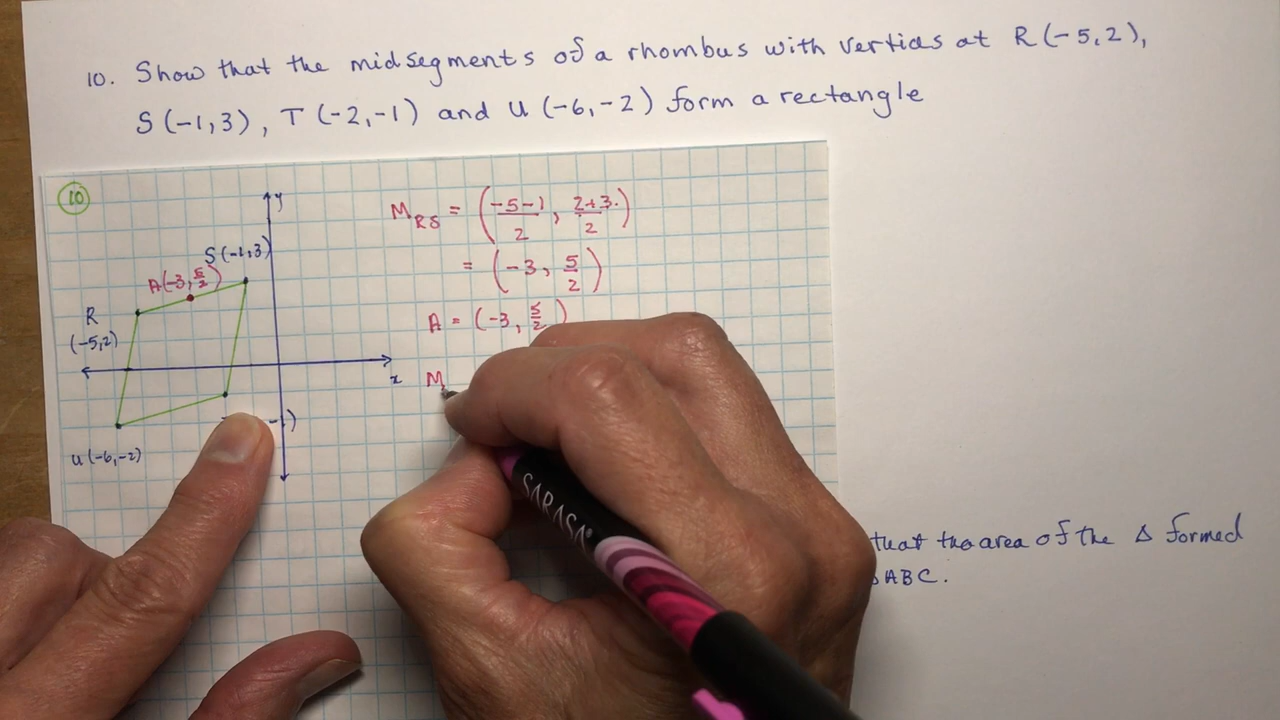 10. Show that the midsegments of a rhombus with vertices at R(-5,2),
S(-1,3), T(-2,-1) and U(-6,-2) form a rectangle
10
y
S(-1,3)
A(-3, 5/2)
R
(-5,2)
x
-1)
U(-6,-2)
M_RS = ((-5-1)/2, (2+3)/2)
= (-3, 5/2)
A = (-3, 5/2)
M
SARASA
that the area of the Δ formed
ABC.